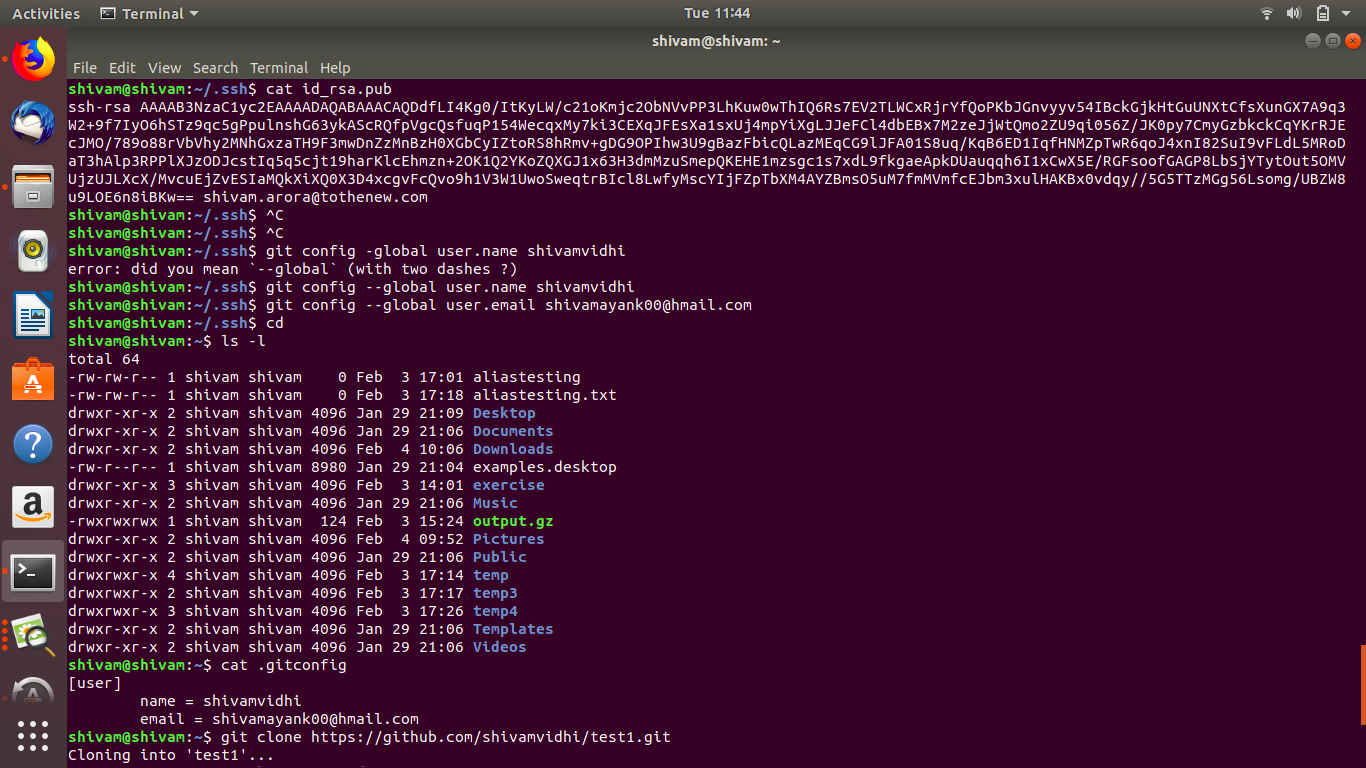 Activities Terminal Tue 11:44
shivam@shivam: ~
File Edit View Search Terminal Help
shivam@shivam:~/.ssh$ cat id_rsa.pub
ssh-rsa AAAAB3NzaC1yc2EAAAADAQABAAACAQDdfLI4Kg0/ItKyLW/c21oKmjc2ObNVvPP3LhKuw0wThIQ6Rs7EV2TLWCxRjrYfQoPKbJGnvyyv54IBckGjkHtGuUNXtCfsXunGX7A9q3
W2+9f7IyO6hSTz9qc5gPpulnshG63ykAScRQfpVgcQsfuqP154WecqxMy7ki3CEXqJFEsXa1sxUj4mpYiXgLJJeFCl4dbEBx7M2zeJjWtQmo2ZU9qi056Z/JK0py7CmyGzbkckCqYKrRJE
cJMO/789o88rVbVhy2MNhGxzaTH9F3mwDnZzMnBzH0XGbCyIZtoRS8hRmv+gDG9OPIhw3U9gBazFbicQLazMEqCG9lJFA01S8uq/KqB6ED1IqfHNMZpTwR6qoJ4xnI82SuI9vFLdL5MRoD
aT3hAlp3RPPlXJzODJcstIqSq5cjt19harKlcEhmzn+2OK1Q2YKoZQXGJ1x63H3dmMzuSmepQKEHE1mzsgc1s7xdL9fkgaeApkDUauqqh6I1xCwX5E/RGFsoofGAGP8LbSjYTytOut5OMV
UjzUJLXcX/MvcuEjZvESIaMQkXiXQ0X3D4xcgvFcQvo9h1V3W1UwoSweqtrBIcl8LwfyMscYIjFZpTbXM4AYZBmsO5uM7fmMVmfcEJbm3xulHAKBx0vdqy//5G5TTzMGg56Lsomg/UBZW8
u9LOE6n8iBKw== shivam.arora@tothenew.com
shivam@shivam:~/.ssh$ ^C
shivam@shivam:~/.ssh$ ^C
shivam@shivam:~/.ssh$ git config -global user.name shivamvidhi
error: did you mean `--global` (with two dashes ?)
shivam@shivam:~/.ssh$ git config --global user.name shivamvidhi
shivam@shivam:~/.ssh$ git config --global user.email shivamayank00@hmail.com
shivam@shivam:~/.ssh$ cd
shivam@shivam:~$ ls -l
total 64
-rw-rw-r-- 1 shivam shivam 0 Feb 3 17:01 aliastesting
-rw-rw-r-- 1 shivam shivam 0 Feb 3 17:18 aliastesting.txt
drwxr-xr-x 2 shivam shivam 4096 Jan 29 21:09 Desktop
drwxr-xr-x 2 shivam shivam 4096 Jan 29 21:06 Documents
drwxr-xr-x 2 shivam shivam 4096 Feb 4 10:06 Downloads
-rw-r--r-- 1 shivam shivam 8980 Jan 29 21:04 examples.desktop
drwxr-xr-x 3 shivam shivam 4096 Feb 3 14:01 exercise
drwxr-xr-x 2 shivam shivam 4096 Jan 29 21:06 Music
-rwxrwxrwx 1 shivam shivam 124 Feb 3 15:24 output.gz
drwxr-xr-x 2 shivam shivam 4096 Feb 4 09:52 Pictures
drwxr-xr-x 2 shivam shivam 4096 Jan 29 21:06 Public
drwxrwxr-x 4 shivam shivam 4096 Feb 3 17:14 temp
drwxrwxr-x 2 shivam shivam 4096 Feb 3 17:17 temp3
drwxrwxr-x 3 shivam shivam 4096 Feb 3 17:26 temp4
drwxr-xr-x 2 shivam shivam 4096 Jan 29 21:06 Templates
drwxr-xr-x 2 shivam shivam 4096 Jan 29 21:06 Videos
shivam@shivam:~$ cat .gitconfig
[user]
name = shivamvidhi
email = shivamayank00@hmail.com
shivam@shivam:~$ git clone https://github.com/shivamvidhi/test1.git
Cloning into 'test1'...